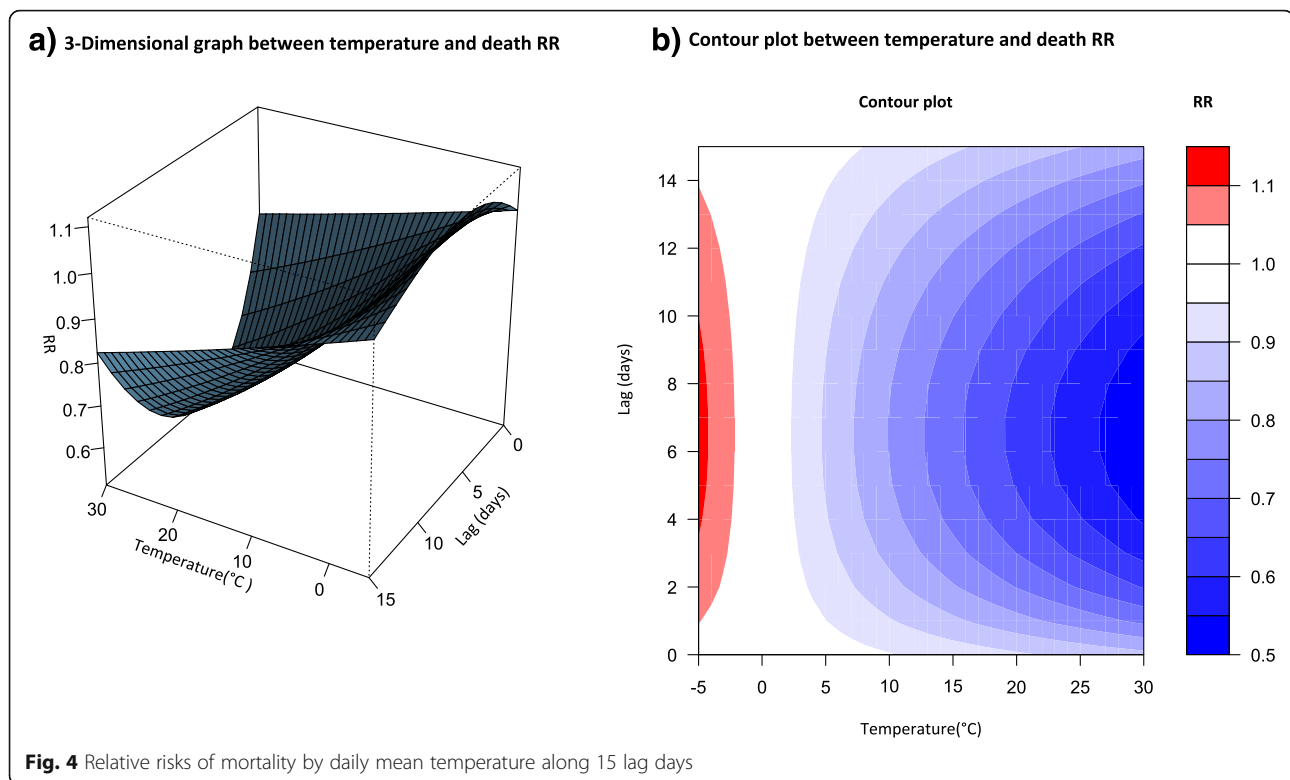 a) 3-Dimensional graph between temperature and death RR
1.1
1.0
0.9
0.8
0.7
0.6
RR
30
20
10
0
Temperature(°C )
15
10
5
0
Lag (days)
b) Contour plot between temperature and death RR
Contour plot
RR
14
12
10
8
6
4
2
0
Lag (days)
-5 0 5 10 15 20 25 30
Temperature(°C)
1.1
1.0
0.9
0.8
0.7
0.6
0.5
Fig. 4 Relative risks of mortality by daily mean temperature along 15 lag days